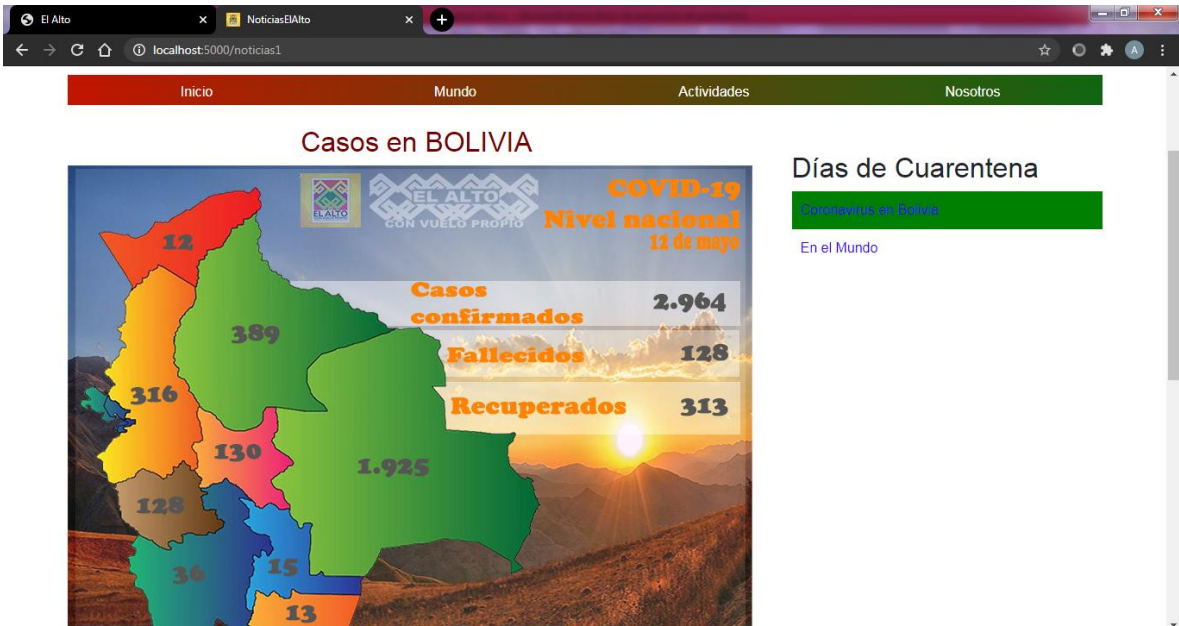 El Alto
NoticiasElAlto
localhost:5000/noticias1
A
Inicio Mundo Actividades Nosotros
Casos en BOLIVIA
EL ALTO
EL ALTO
CON VUELO PROPIO
COVID-19
Nivel nacional
12 de mayo
Casos
confirmados
2.964
Fallecidos 128
Recuperados 313
12
389
316
130
1.925
128
36
15
13
Días de Cuarentena
Coronavirus en Bolivia
En el Mundo